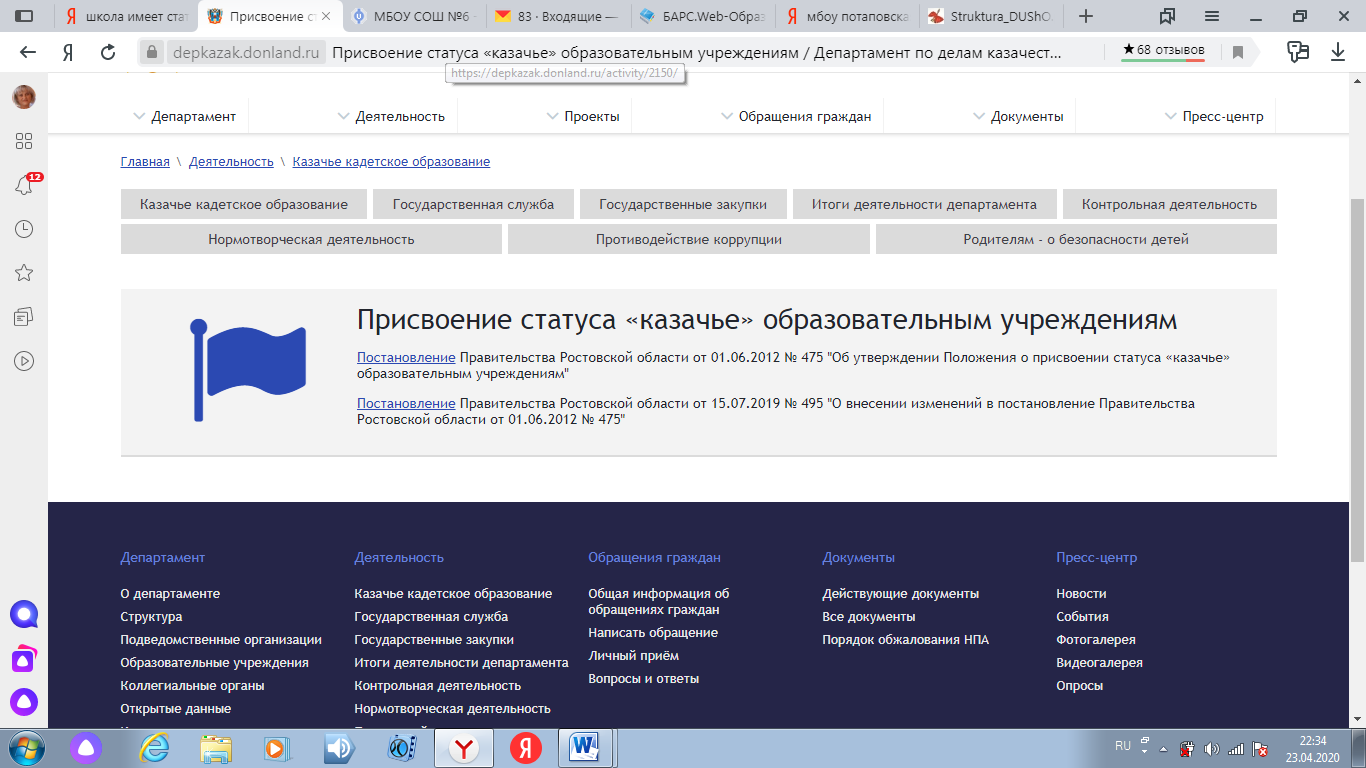 школа имеет стат
Присвоение ст
МБОУ СОШ №6
83 · Входящие —
БАРС.Web-Образ
мбоу потаповска
Struktura_DUShO
depkazak.donland.ru Присвоение статуса «казачье» образовательным учреждениям / Департамент по делам казачест...
★68 отзывов
https://depkazak.donland.ru/activity/2150/
12
Департамент
Деятельность
Проекты
Обращения граждан
Документы
Пресс-центр
Главная \ Деятельность \ Казачье кадетское образование
Казачье кадетское образование
Государственная служба
Государственные закупки
Итоги деятельности департамента
Контрольная деятельность
Нормотворческая деятельность
Противодействие коррупции
Родителям - о безопасности детей
Присвоение статуса «казачье» образовательным учреждениям
Постановление Правительства Ростовской области от 01.06.2012 № 475 "Об утверждении Положения о присвоении статуса «казачье»
образовательным учреждениям"
Постановление Правительства Ростовской области от 15.07.2019 № 495 "О внесении изменений в постановление Правительства
Ростовской области от 01.06.2012 № 475"
Департамент
О департаменте
Структура
Подведомственные организации
Образовательные учреждения
Коллегиальные органы
Открытые данные
Деятельность
Казачье кадетское образование
Государственная служба
Государственные закупки
Итоги деятельности департамента
Контрольная деятельность
Нормотворческая деятельность
Обращения граждан
Общая информация об
обращениях граждан
Написать обращение
Личный приём
Вопросы и ответы
Документы
Действующие документы
Все документы
Порядок обжалования НПА
Пресс-центр
Новости
События
Фотогалерея
Видеогалерея
Опросы
RU
22:34
23.04.2020